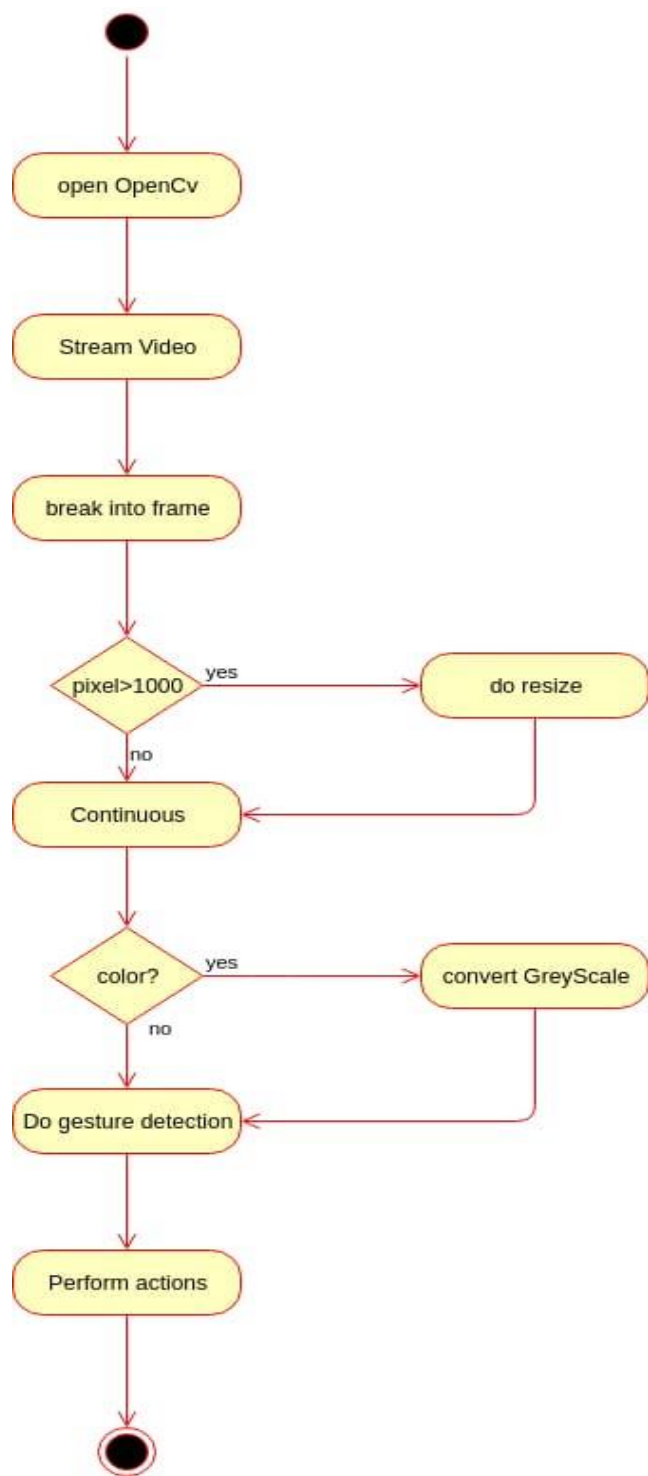 open OpenCv
Stream Video
break into frame
pixel>1000
yes
do resize
no
Continuous
color?
yes
convert GreyScale
no
Do gesture detection
Perform actions